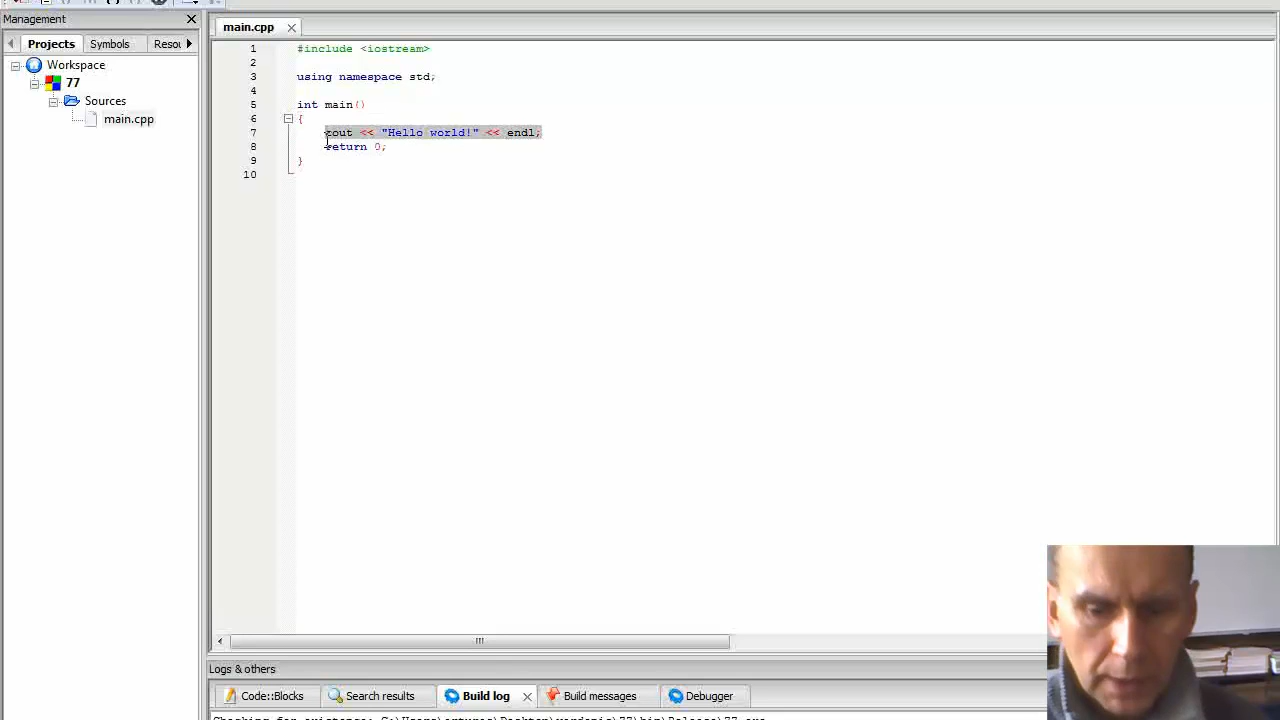 Management
main.cpp
Projects
Symbols
Resou
Workspace
77
Sources
main.cpp
1 #include <iostream>
2
3 using namespace std;
4
5 int main()
6 {
7 cout << "Hello world!" << endl;
8 return 0;
9 }
10
Logs & others
Code::Blocks
Search results
Build log
Build messages
Debugger